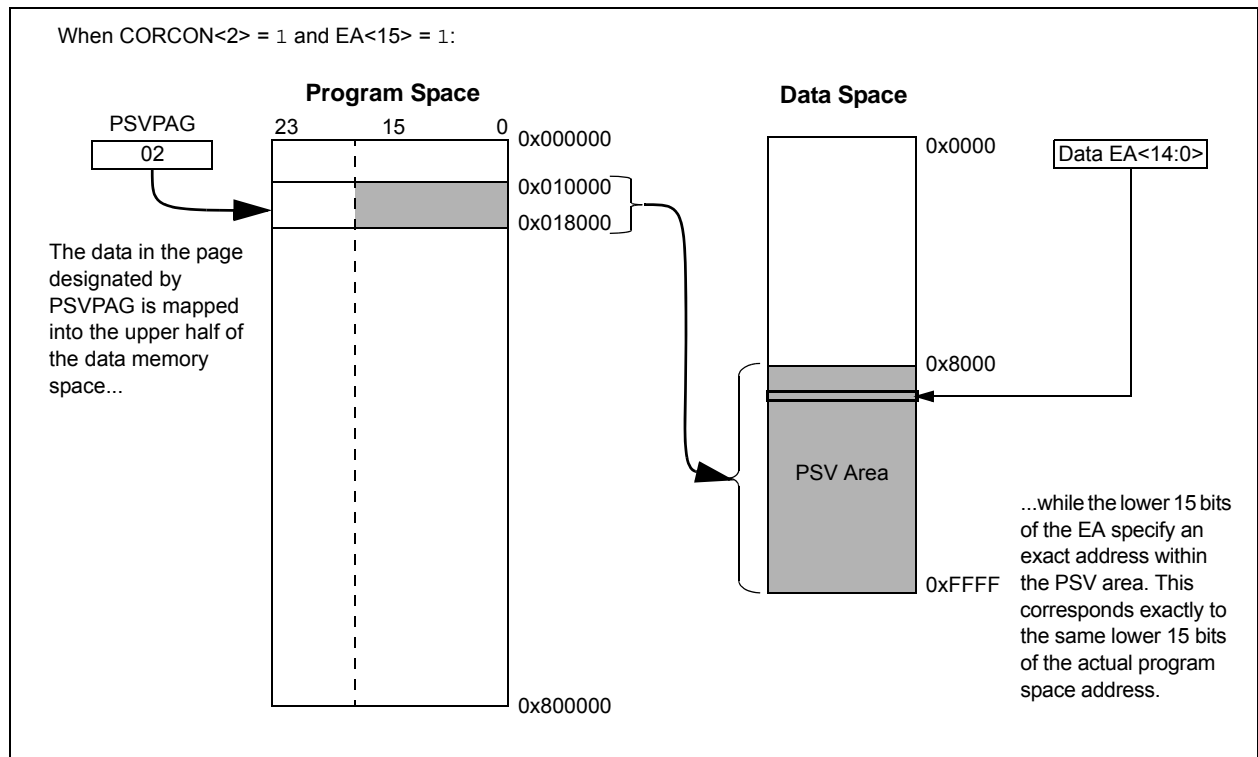 When CORCON<2> = 1 and EA<15> = 1:
Program Space
Data Space
PSVPAG
02
23 15 0
0x000000
0x010000
0x018000
0x800000
The data in the page
designated by
PSVPAG is mapped
into the upper half of
the data memory
space...
0x0000
0x8000
0xFFFF
PSV Area
Data EA<14:0>
...while the lower 15 bits
of the EA specify an
exact address within
the PSV area. This
corresponds exactly to
the same lower 15 bits
of the actual program
space address.